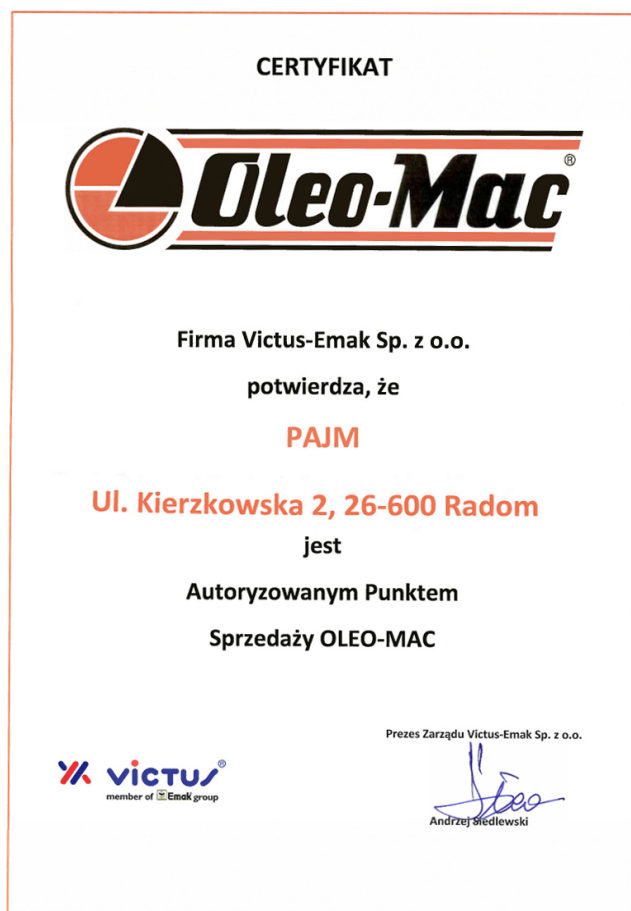 CERTYFIKAT
Oleo-Mac®
Firma Victus-Emak Sp. z o.o.
potwierdza, że
PAJM
Ul. Kierzkowska 2, 26-600 Radom
jest
Autoryzowanym Punktem
Sprzedaży OLEO-MAC
Prezes Zarządu Victus-Emak Sp. z o.o.
VICTUS®
member of Emak group
Andrzej Siedlewski